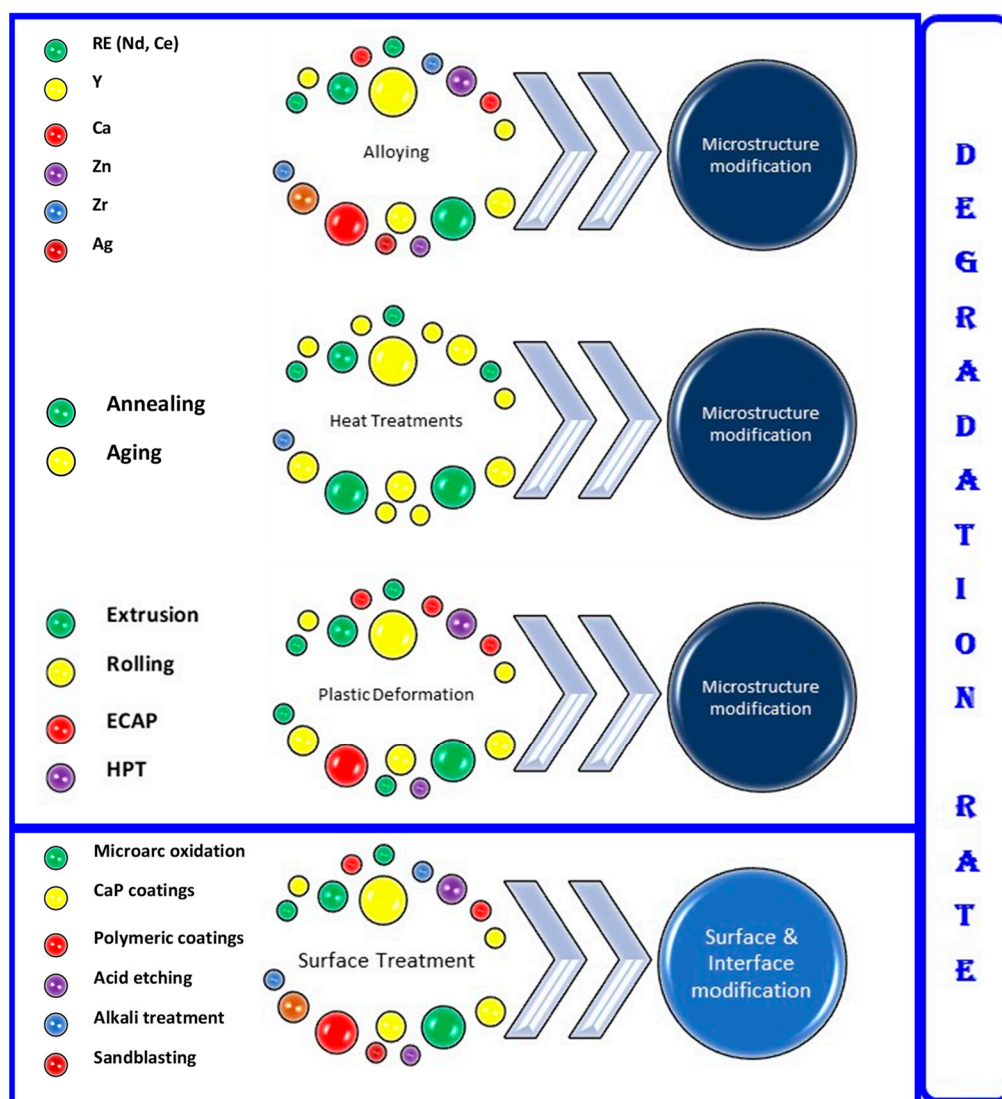 RE (Nd, Ce)
Y
Ca
Zn
Zr
Ag
Alloying
Microstructure
modification
Annealing
Aging
Heat Treatments
Microstructure
modification
Extrusion
Rolling
ECAP
HPT
Plastic Deformation
Microstructure
modification
Microarc oxidation
CaP coatings
Polymeric coatings
Acid etching
Alkali treatment
Sandblasting
Surface Treatment
Surface &
Interface
modification
DEGRADATION RATE